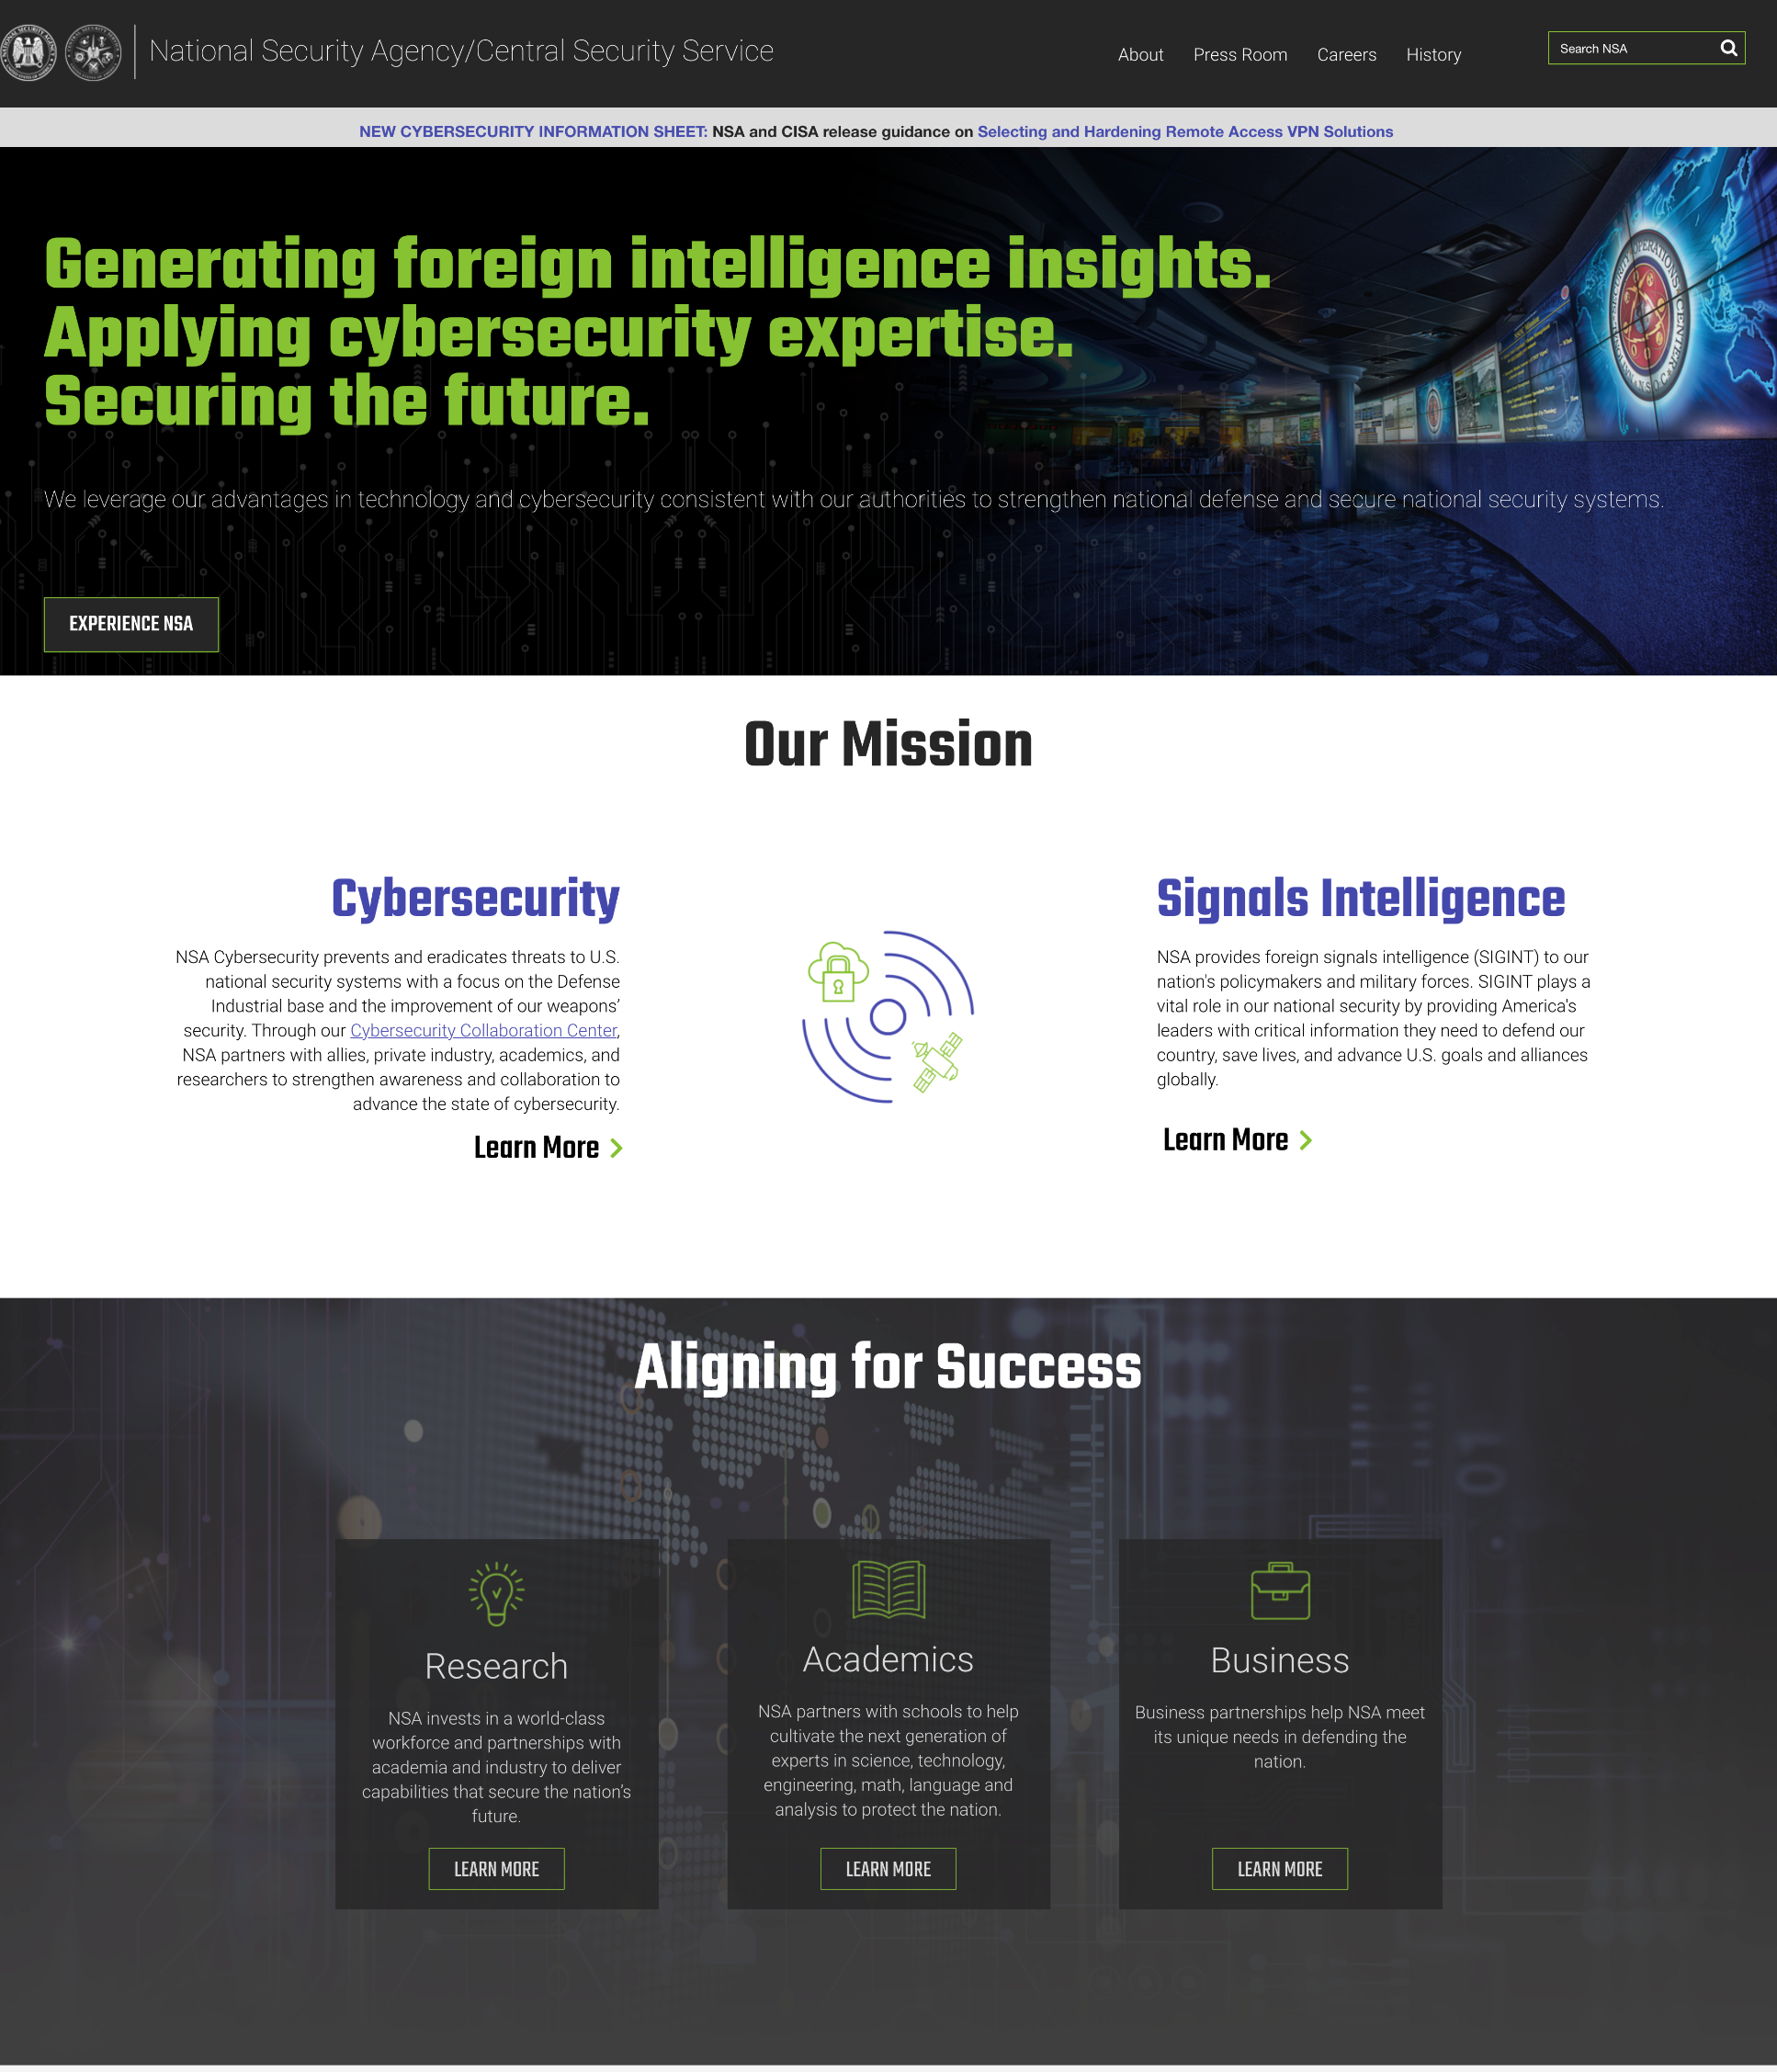 National Security Agency/Central Security Service
About
Press Room
Careers
History
Search NSA
NEW CYBERSECURITY INFORMATION SHEET: NSA and CISA release guidance on Selecting and Hardening Remote Access VPN Solutions
Generating foreign intelligence insights.
Applying cybersecurity expertise.
Securing the future.
We leverage our advantages in technology and cybersecurity consistent with our authorities to strengthen national defense and secure national security systems.
EXPERIENCE NSA
Our Mission
Cybersecurity
NSA Cybersecurity prevents and eradicates threats to U.S.
national security systems with a focus on the Defense
Industrial base and the improvement of our weapons’
security. Through our Cybersecurity Collaboration Center,
NSA partners with allies, private industry, academics, and
researchers to strengthen awareness and collaboration to
advance the state of cybersecurity.
Learn More
Signals Intelligence
NSA provides foreign signals intelligence (SIGINT) to our
nation's policymakers and military forces. SIGINT plays a
vital role in our national security by providing America's
leaders with critical information they need to defend our
country, save lives, and advance U.S. goals and alliances
globally.
Learn More
Aligning for Success
Research
NSA invests in a world-class
workforce and partnerships with
academia and industry to deliver
capabilities that secure the nation’s
future.
LEARN MORE
Academics
NSA partners with schools to help
cultivate the next generation of
experts in science, technology,
engineering, math, language and
analysis to protect the nation.
LEARN MORE
Business
Business partnerships help NSA meet
its unique needs in defending the
nation.
LEARN MORE